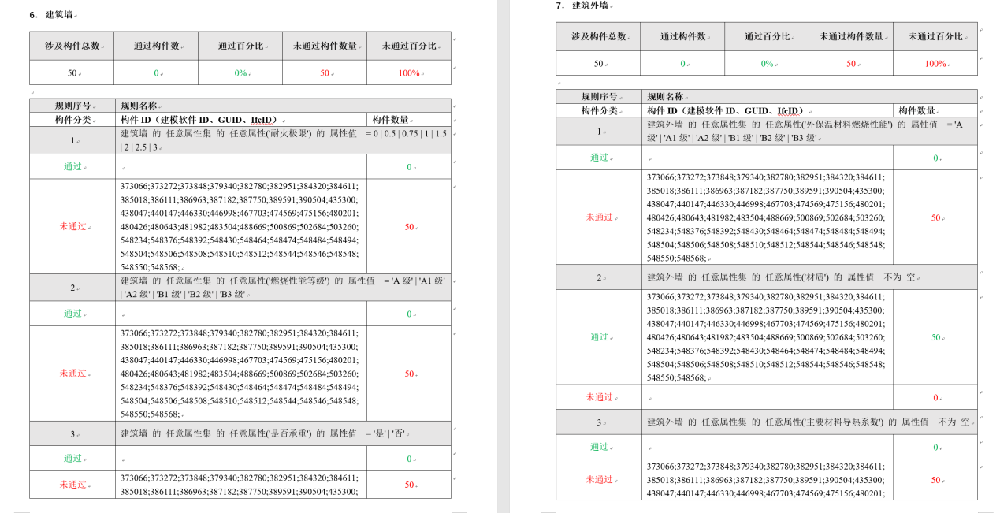 6. 建筑墙
涉及构件总数 通过构件数 通过百分比 未通过构件数量 未通过百分比
50 0 0% 50 100%
规则序号 规则名称
构件分类 构件 ID（建模软件 ID、GUID、IfcID） 构件数量
1 建筑墙 的 任意属性集 的 任意属性('耐火极限') 的 属性值 = 0 | 0.5 | 0.75 | 1 | 1.5
| 2 | 2.5 | 3
通过 0
373066;373272;373848;379340;382780;382951;384320;384611;
385018;386111;386963;387182;387750;389591;390504;435300;
438047;440147;446330;446998;467703;474569;475156;480201;
未通过 480426;480643;481982;483504;488669;500869;502684;503260; 50
548234;548376;548392;548430;548464;548474;548484;548494;
548504;548506;548508;548510;548512;548544;548546;548548;
548550;548568;
2 建筑墙 的 任意属性集 的 任意属性('燃烧性能等级') 的 属性值 = 'A 级' | 'A1 级'
| 'A2 级' | 'B1 级' | 'B2 级' | 'B3 级'
通过 0
373066;373272;373848;379340;382780;382951;384320;384611;
385018;386111;386963;387182;387750;389591;390504;435300;
438047;440147;446330;446998;467703;474569;475156;480201;
未通过 480426;480643;481982;483504;488669;500869;502684;503260; 50
548234;548376;548392;548430;548464;548474;548484;548494;
548504;548506;548508;548510;548512;548544;548546;548548;
548550;548568;
3 建筑墙 的 任意属性集 的 任意属性('是否承重') 的 属性值 = '是' | '否'
通过 0
未通过 373066;373272;373848;379340;382780;382951;384320;384611; 50
385018;386111;386963;387182;387750;389591;390504;435300;
7. 建筑外墙
涉及构件总数 通过构件数 通过百分比 未通过构件数量 未通过百分比
50 0 0% 50 100%
规则序号 规则名称
构件分类 构件 ID（建模软件 ID、GUID、IfcID） 构件数量
1 建筑外墙 的 任意属性集 的 任意属性('外保温材料燃烧性能') 的 属性值 = 'A
级' | 'A1 级' | 'A2 级' | 'B1 级' | 'B2 级' | 'B3 级'
通过 0
373066;373272;373848;379340;382780;382951;384320;384611;
385018;386111;386963;387182;387750;389591;390504;435300;
438047;440147;446330;446998;467703;474569;475156;480201;
未通过 480426;480643;481982;483504;488669;500869;502684;503260; 50
548234;548376;548392;548430;548464;548474;548484;548494;
548504;548506;548508;548510;548512;548544;548546;548548;
548550;548568;
2 建筑外墙 的 任意属性集 的 任意属性('材质') 的 属性值 不为 空
373066;373272;373848;379340;382780;382951;384320;384611;
385018;386111;386963;387182;387750;389591;390504;435300;
438047;440147;446330;446998;467703;474569;475156;480201;
通过 480426;480643;481982;483504;488669;500869;502684;503260; 50
548234;548376;548392;548430;548464;548474;548484;548494;
548504;548506;548508;548510;548512;548544;548546;548548;
548550;548568;
未通过 0
3 建筑外墙 的 任意属性集 的 任意属性('主要材料导热系数') 的 属性值 不为 空
通过 0
373066;373272;373848;379340;382780;382951;384320;384611;
未通过 385018;386111;386963;387182;387750;389591;390504;435300; 50
438047;440147;446330;446998;467703;474569;475156;480201;